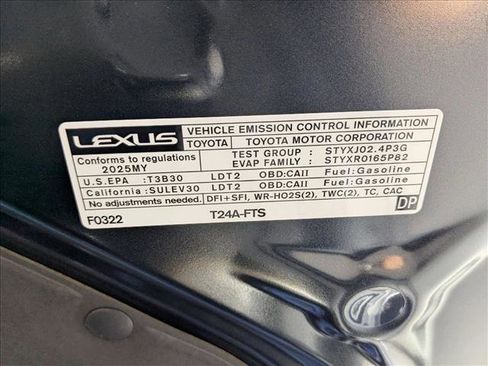 LEXUS
VEHICLE EMISSION CONTROL INFORMATION
TOYOTA TOYOTA MOTOR CORPORATION
Conforms to regulations
2025MY
TEST GROUP : STYXJ02.4P3G
EVAP FAMILY : STYXR0165P82
U.S.EPA :T3B30 LDT2 OBD:CAII Fuel:Gasoline
California:SULEV30 LDT2 OBD:CAII Fuel:Gasoline
No adjustments needed. DFI+SFI, WR-HO2S(2), TWC(2), TC, CAC
F0322 T24A-FTS DP